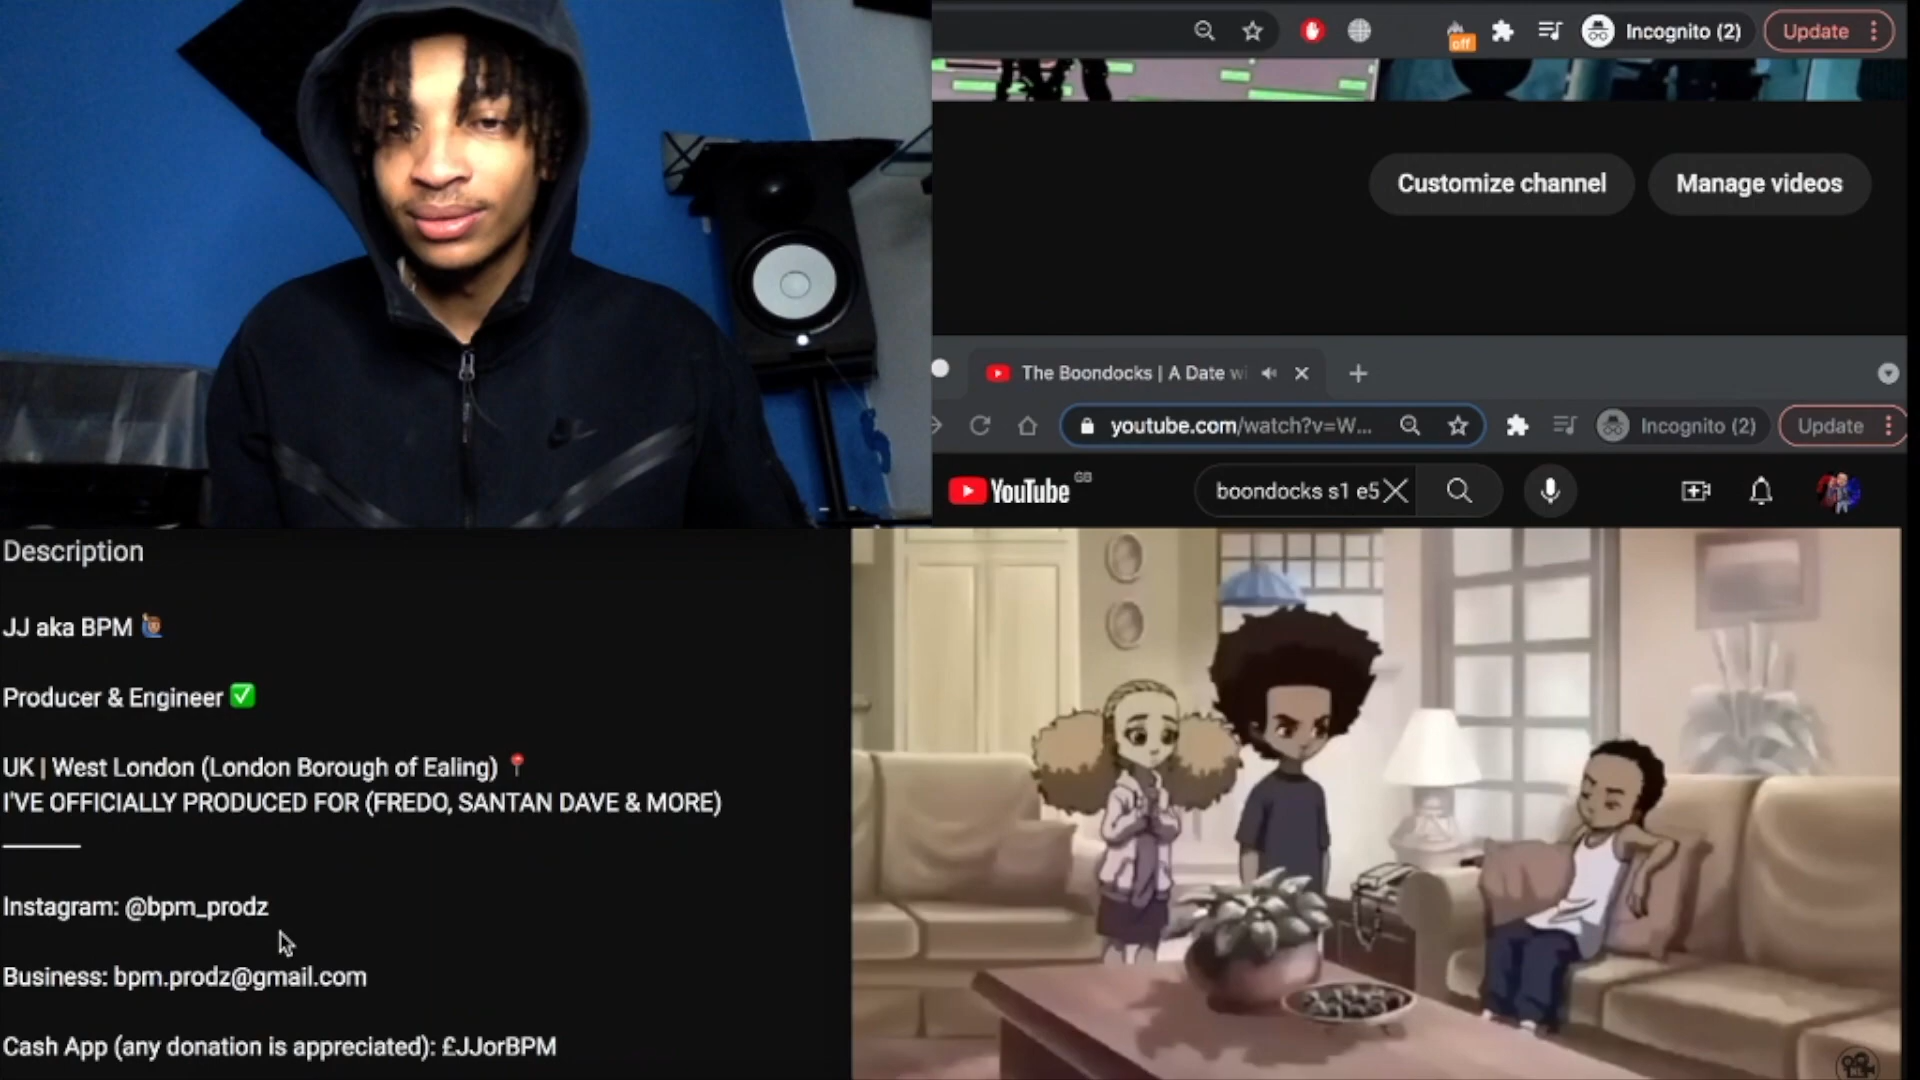 off
Incognito (2)
Update
Customize channel
Manage videos
The Boondocks | A Date wi
youtube.com/watch?v=W...
Incognito (2)
Update
YouTube GB
boondocks s1 e5
Description
JJ aka BPM
Producer & Engineer
UK | West London (London Borough of Ealing)
I'VE OFFICIALLY PRODUCED FOR (FREDO, SANTAN DAVE & MORE)
Instagram: @bpm_prodz
Business: bpm.prodz@gmail.com
Cash App (any donation is appreciated): £JJorBPM